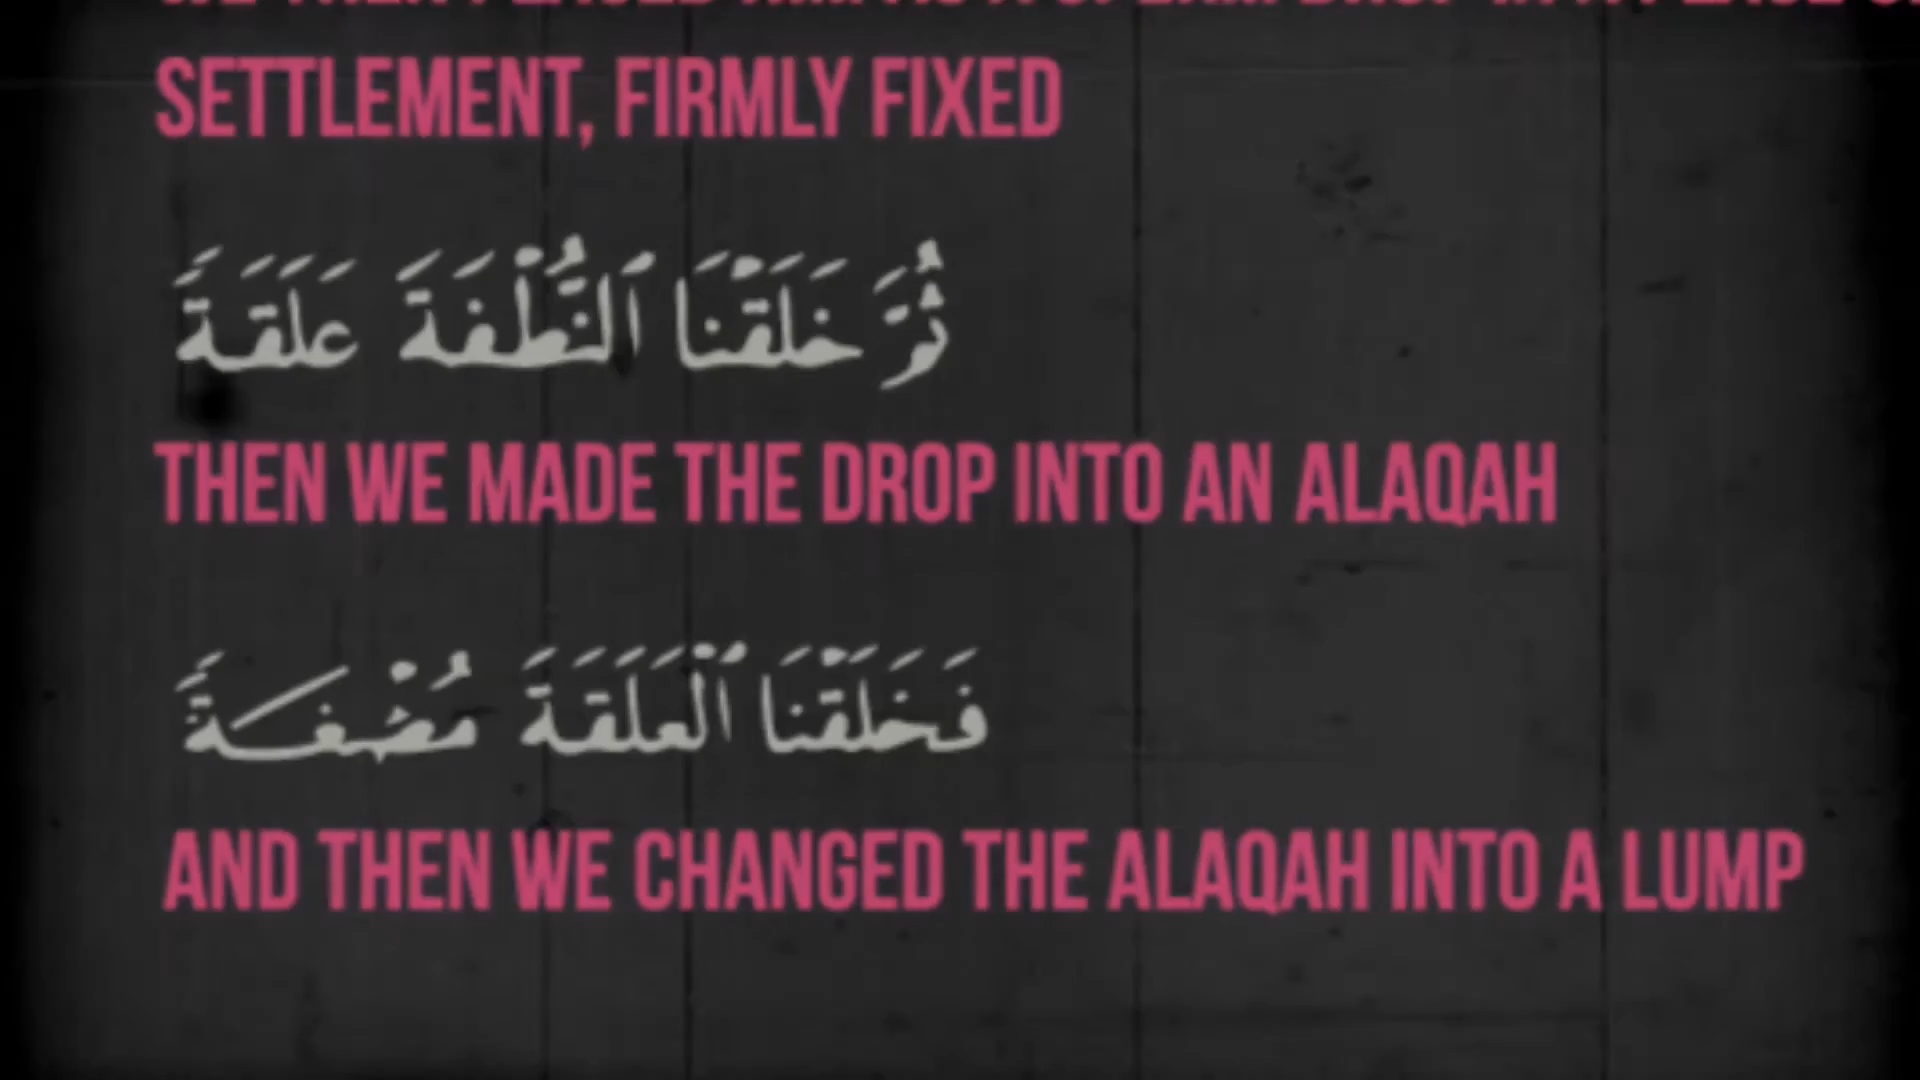 SETTLEMENT, FIRMLY FIXED
ثُمَّ خَلَقْنَا ٱلنُّطْفَةَ عَلَقَةً
THEN WE MADE THE DROP INTO AN ALAQAH
فَخَلَقْنَا ٱلْعَلَقَةَ مُضْغَةً
AND THEN WE CHANGED THE ALAQAH INTO A LUMP